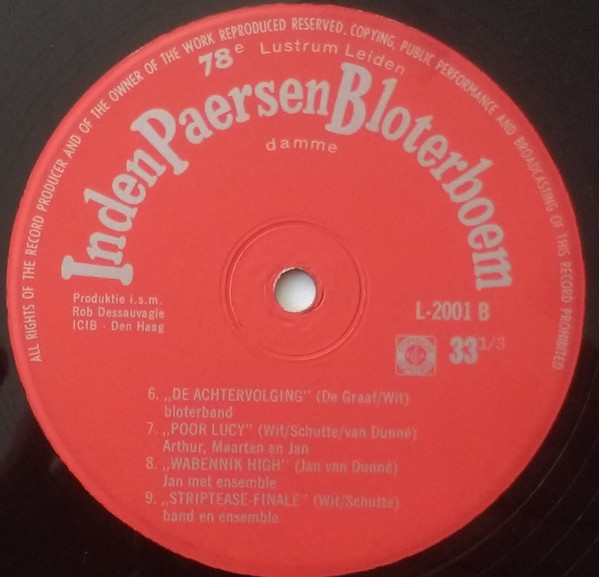 ALL RIGHTS OF THE RECORD PRODUCER AND OF THE OWNER OF THE WORK REPRODUCED RESERVED. COPYING, PUBLIC PERFORMANCE AND BROADCASTING OF THIS RECORD PROHIBITED
78e Lustrum Leiden
Inden Paersen Bloterboem
damme
Produktie i.s.m.
Rob Dessauvagie
ICIB - Den Haag
L-2001 B
33 1/3
6. „DE ACHTERVOLGING" (De Graaf/Wit)
bloterband
7. „POOR LUCY" (Wit/Schutte/van Dunné)
Arthur, Maarten en Jan
8. „WABENNIK HIGH" (Jan van Dunné)
Jan met ensemble
9. „STRIPTEASE-FINALE" (Wit/Schutte)
band en ensemble